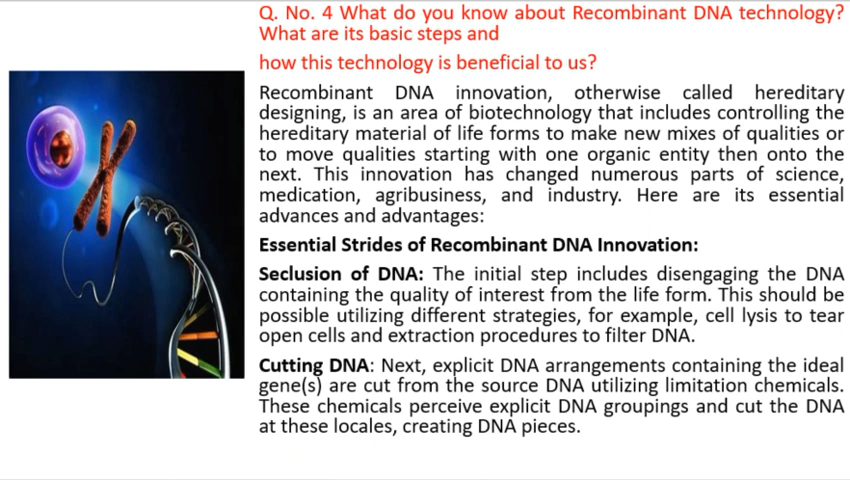 Q. No. 4 What do you know about Recombinant DNA technology?
What are its basic steps and
how this technology is beneficial to us?
Recombinant DNA innovation, otherwise called hereditary
designing, is an area of biotechnology that includes controlling the
hereditary material of life forms to make new mixes of qualities or
to move qualities starting with one organic entity then onto the
next. This innovation has changed numerous parts of science,
medication, agribusiness, and industry. Here are its essential
advances and advantages:
Essential Strides of Recombinant DNA Innovation:
Seclusion of DNA: The initial step includes disengaging the DNA
containing the quality of interest from the life form. This should be
possible utilizing different strategies, for example, cell lysis to tear
open cells and extraction procedures to filter DNA.
Cutting DNA: Next, explicit DNA arrangements containing the ideal
gene(s) are cut from the source DNA utilizing limitation chemicals.
These chemicals perceive explicit DNA groupings and cut the DNA
at these locales, creating DNA pieces.